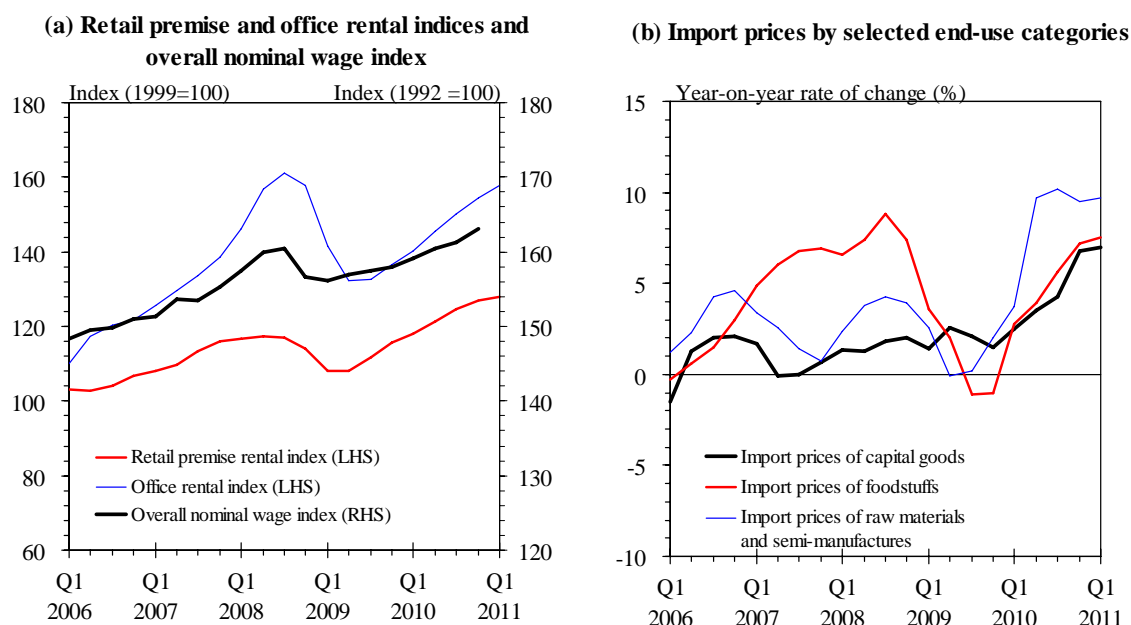 (a) Retail premise and office rental indices and
overall nominal wage index
Index (1999=100)
Index (1992 =100)
180
160
140
120
100
80
60
180
170
160
150
140
130
120
Retail premise rental index (LHS)
Office rental index (LHS)
Overall nominal wage index (RHS)
Q1 Q1 Q1 Q1 Q1 Q1
2006 2007 2008 2009 2010 2011
(b) Import prices by selected end-use categories
Year-on-year rate of change (%)
15
10
5
0
-5
-10
Import prices of capital goods
Import prices of foodstuffs
Import prices of raw materials
and semi-manufactures
Q1 Q1 Q1 Q1 Q1 Q1
2006 2007 2008 2009 2010 2011